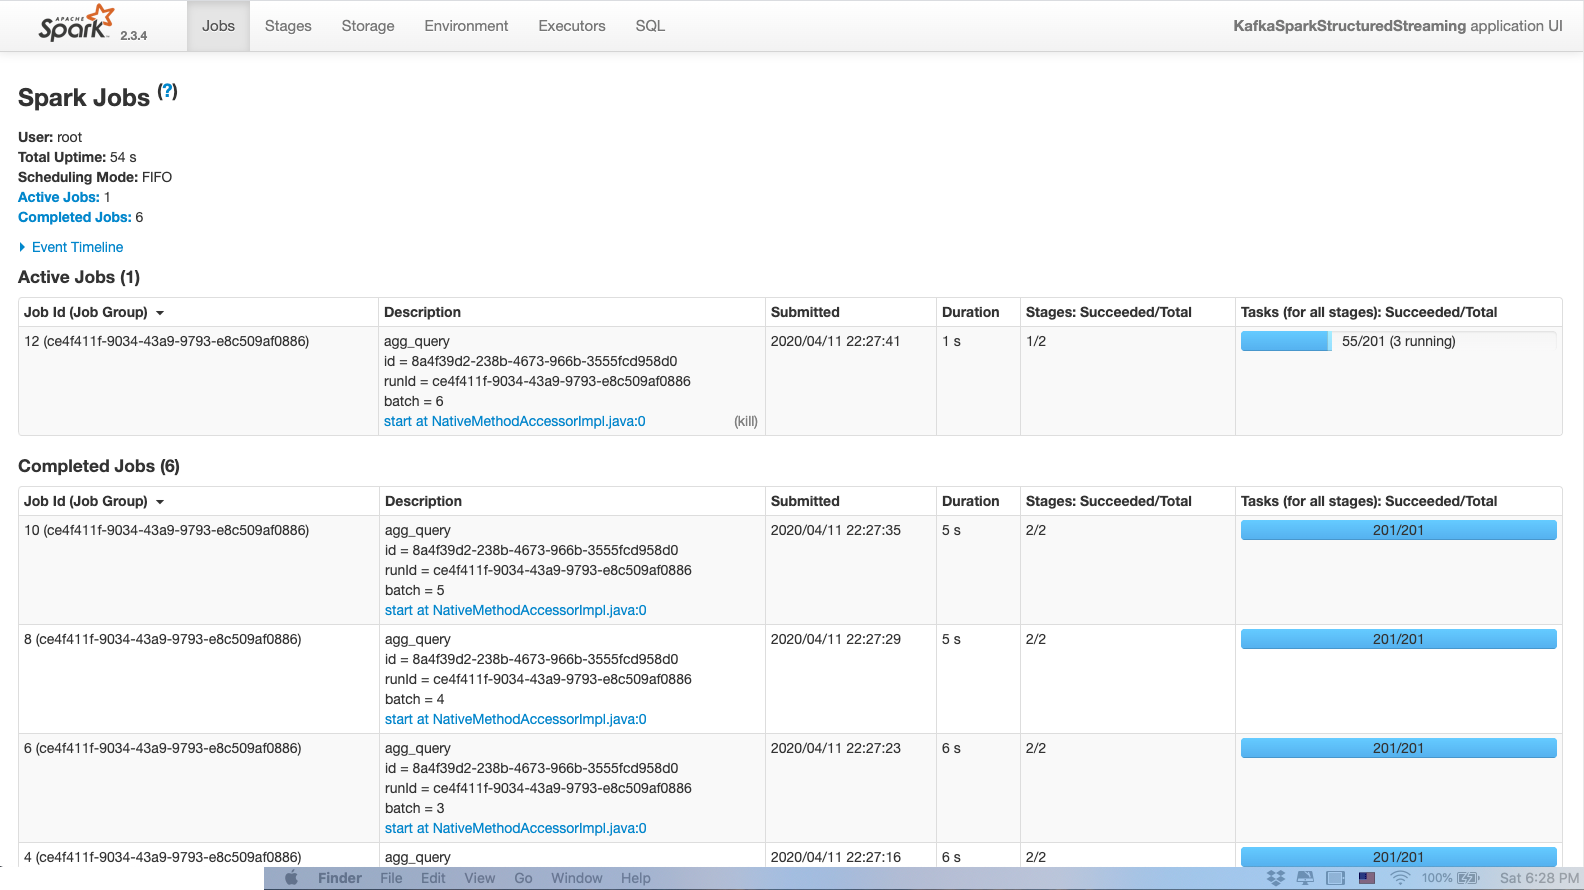 APACHE
Spark 2.3.4
Jobs Stages Storage Environment Executors SQL KafkaSparkStructuredStreaming application UI
Spark Jobs (?)
User: root
Total Uptime: 54 s
Scheduling Mode: FIFO
Active Jobs: 1
Completed Jobs: 6
Event Timeline
Active Jobs (1)
Job Id (Job Group) Description Submitted Duration Stages: Succeeded/Total Tasks (for all stages): Succeeded/Total
12 (ce4f411f-9034-43a9-9793-e8c509af0886) agg_query 2020/04/11 22:27:41 1 s 1/2 55/201 (3 running)
id = 8a4f39d2-238b-4673-966b-3555fcd958d0
runId = ce4f411f-9034-43a9-9793-e8c509af0886
batch = 6
start at NativeMethodAccessorImpl.java:0 (kill)
Completed Jobs (6)
Job Id (Job Group) Description Submitted Duration Stages: Succeeded/Total Tasks (for all stages): Succeeded/Total
10 (ce4f411f-9034-43a9-9793-e8c509af0886) agg_query 2020/04/11 22:27:35 5 s 2/2 201/201
id = 8a4f39d2-238b-4673-966b-3555fcd958d0
runId = ce4f411f-9034-43a9-9793-e8c509af0886
batch = 5
start at NativeMethodAccessorImpl.java:0
8 (ce4f411f-9034-43a9-9793-e8c509af0886) agg_query 2020/04/11 22:27:29 5 s 2/2 201/201
id = 8a4f39d2-238b-4673-966b-3555fcd958d0
runId = ce4f411f-9034-43a9-9793-e8c509af0886
batch = 4
start at NativeMethodAccessorImpl.java:0
6 (ce4f411f-9034-43a9-9793-e8c509af0886) agg_query 2020/04/11 22:27:23 6 s 2/2 201/201
id = 8a4f39d2-238b-4673-966b-3555fcd958d0
runId = ce4f411f-9034-43a9-9793-e8c509af0886
batch = 3
start at NativeMethodAccessorImpl.java:0
4 (ce4f411f-9034-43a9-9793-e8c509af0886) agg_query 2020/04/11 22:27:16 6 s 2/2 201/201
Finder File Edit View Go Window Help 100% Sat 6:28 PM